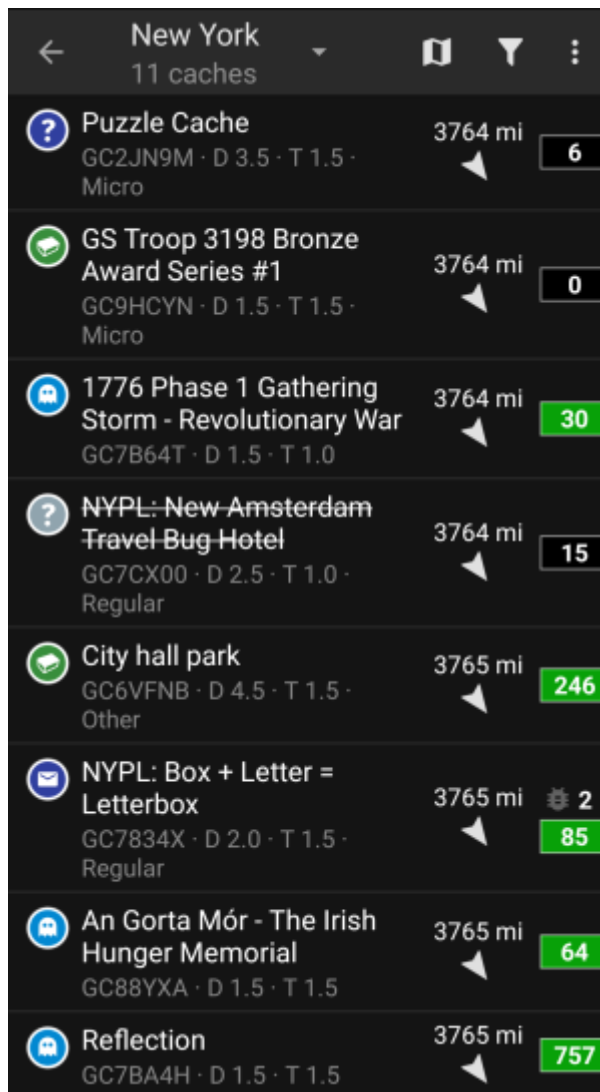 New York
11 caches
Puzzle Cache
GC2JN9M · D 3.5 · T 1.5 ·
Micro
3764 mi
6
GS Troop 3198 Bronze
Award Series #1
GC9HCYN · D 1.5 · T 1.5 ·
Micro
3764 mi
0
1776 Phase 1 Gathering
Storm - Revolutionary War
GC7B64T · D 1.5 · T 1.0
3764 mi
30
NYPL: New Amsterdam
Travel Bug Hotel
GC7CX00 · D 2.5 · T 1.0 ·
Regular
3764 mi
15
City hall park
GC6VFNB · D 4.5 · T 1.5 ·
Other
3765 mi
246
NYPL: Box + Letter =
Letterbox
GC7834X · D 2.0 · T 1.5 ·
Regular
3765 mi
2
85
An Gorta Mór - The Irish
Hunger Memorial
GC88YXA · D 1.5 · T 1.5
3765 mi
64
Reflection
GC7BA4H · D 1.5 · T 1.5
3765 mi
757